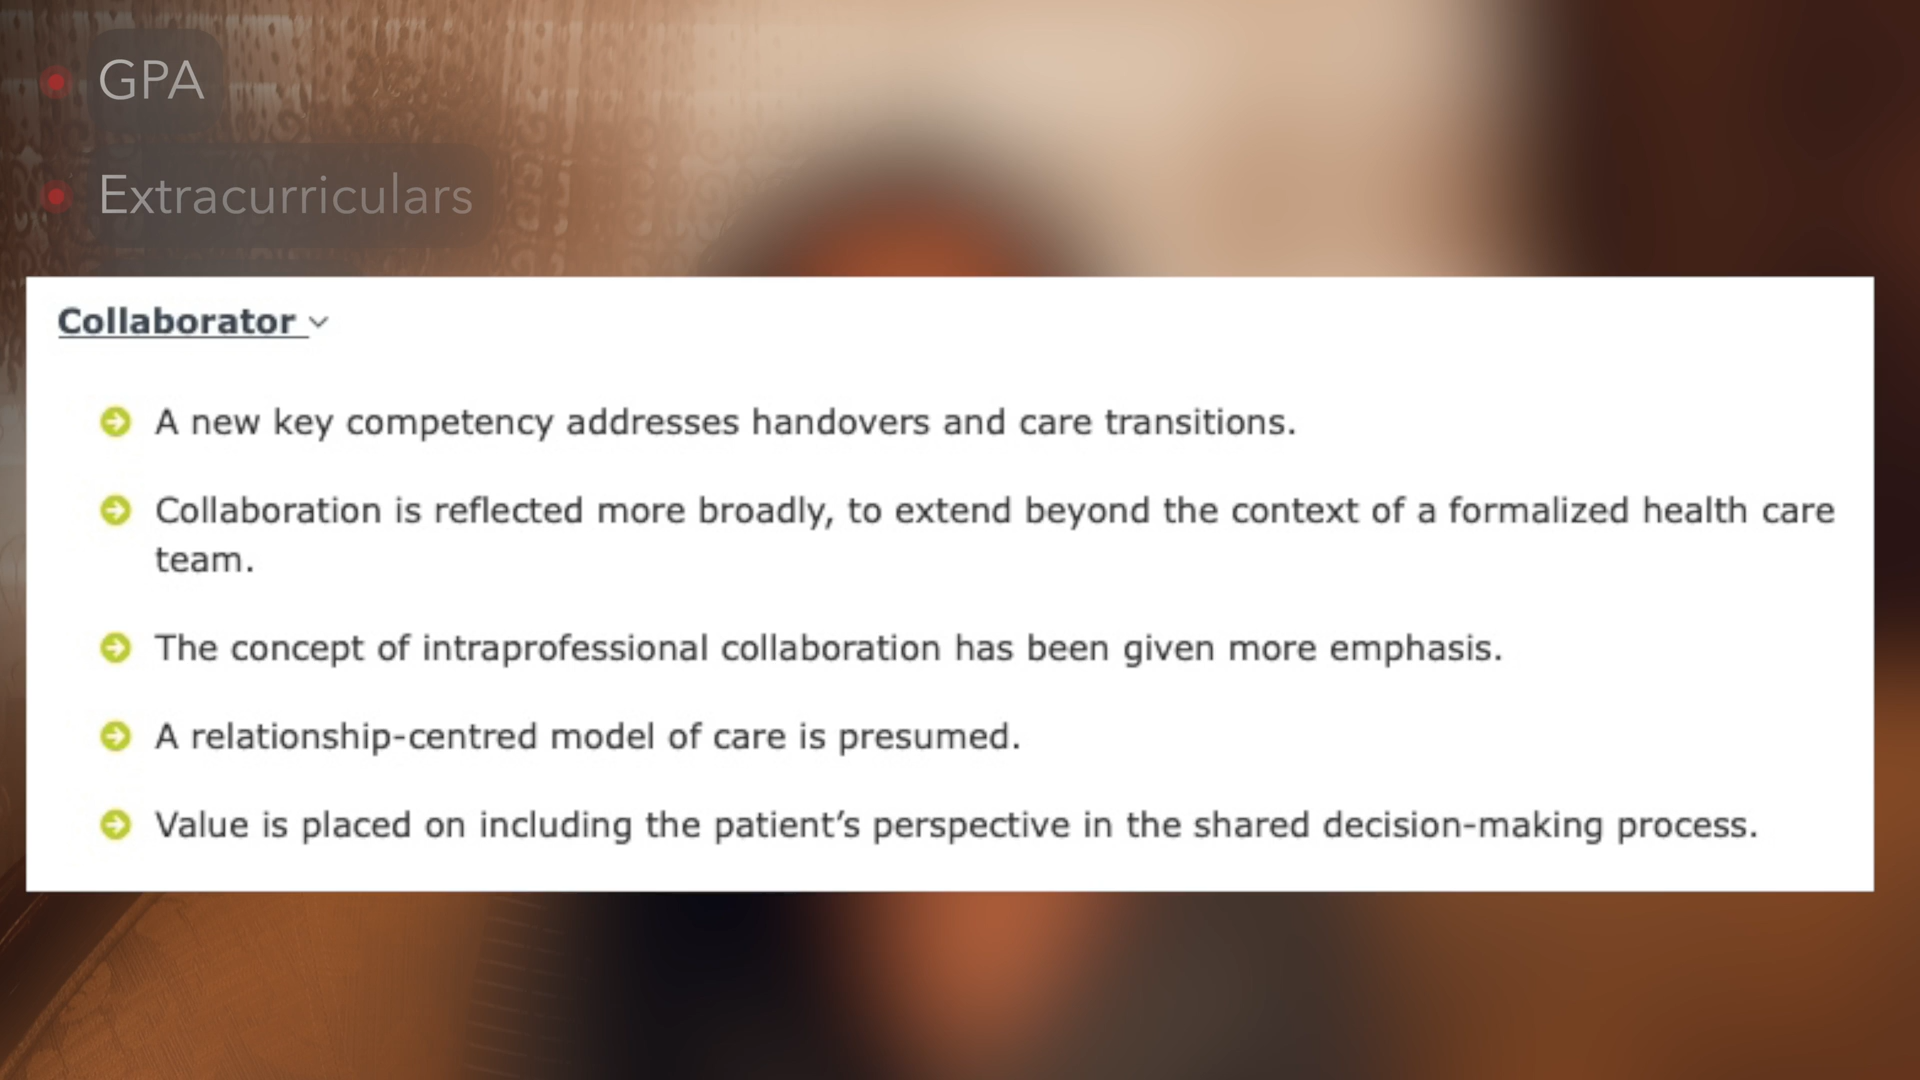 GPA
Extracurriculars
Collaborator
A new key competency addresses handovers and care transitions.
Collaboration is reflected more broadly, to extend beyond the context of a formalized health care
team.
The concept of intraprofessional collaboration has been given more emphasis.
A relationship-centred model of care is presumed.
Value is placed on including the patient’s perspective in the shared decision-making process.